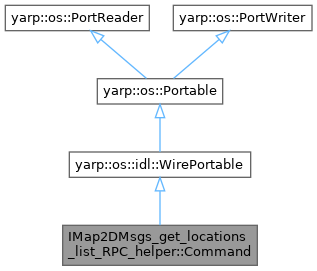 yarp::os::PortReader
yarp::os::PortWriter
yarp::os::Portable
yarp::os::idl::WirePortable
IMap2DMsgs_get_locations
_list_RPC_helper::Command